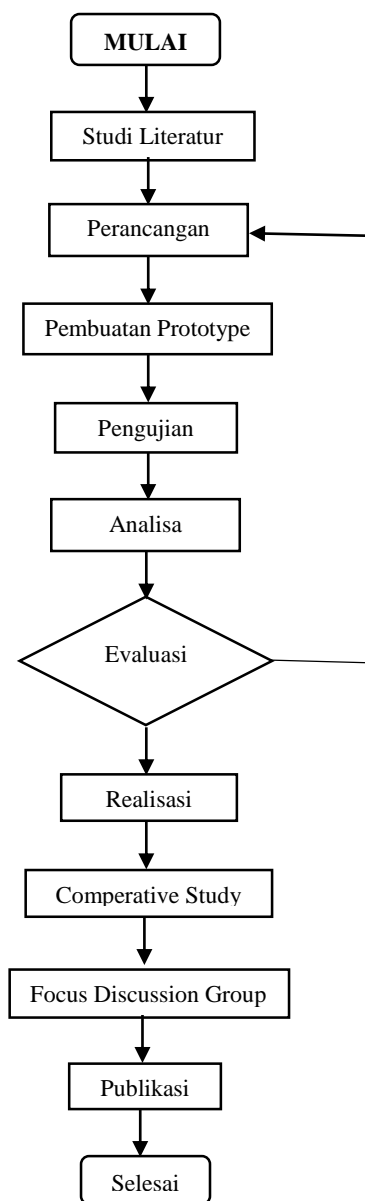 MULAI
Studi Literatur
Perancangan
Pembuatan Prototype
Pengujian
Analisa
Evaluasi
Realisasi
Comperative Study
Focus Discussion Group
Publikasi
Selesai